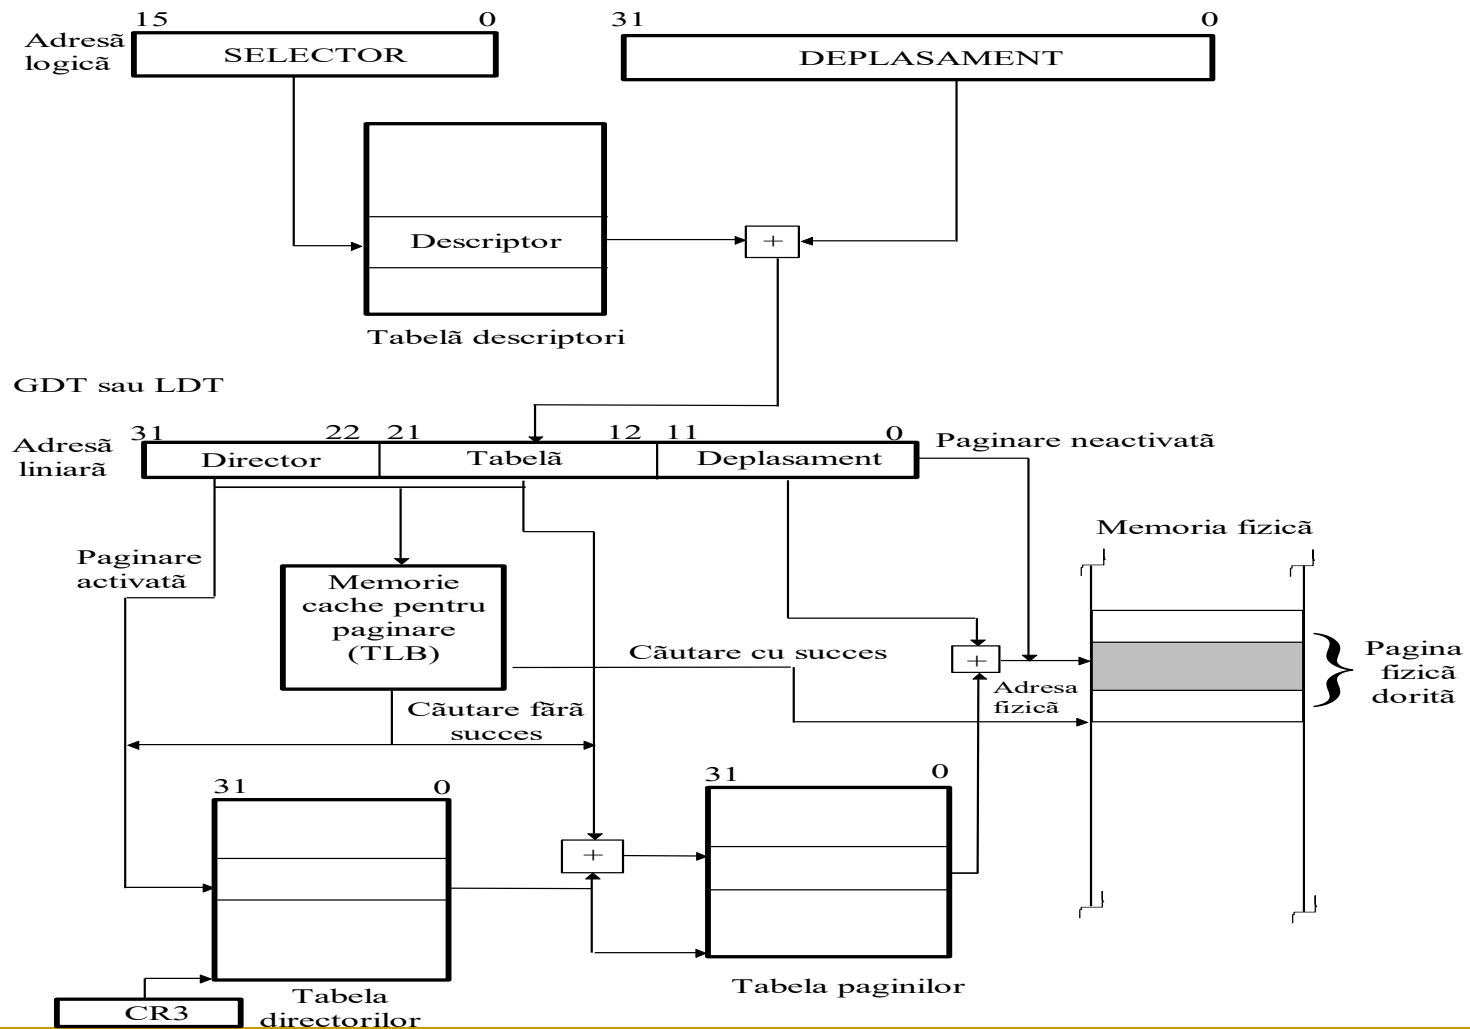 15 0 31 0
Adresã
logicã
SELECTOR
DEPLASAMENT
Descriptor
+
Tabelã descriptori
GDT sau LDT
Adresã
liniarã
31 22 21 12 11 0
Director
Tabelã
Deplasament
Paginare neactivatã
Memoria fizicã
Paginare
activatã
Memorie
cache pentru
paginare
(TLB)
Cãutare cu succes
+
Adresa
fizicã
Pagina
fizicã
doritã
}
Cãutare fãrã
succes
31 0
31 0
+
Tabela paginilor
CR3
Tabela
directorilor